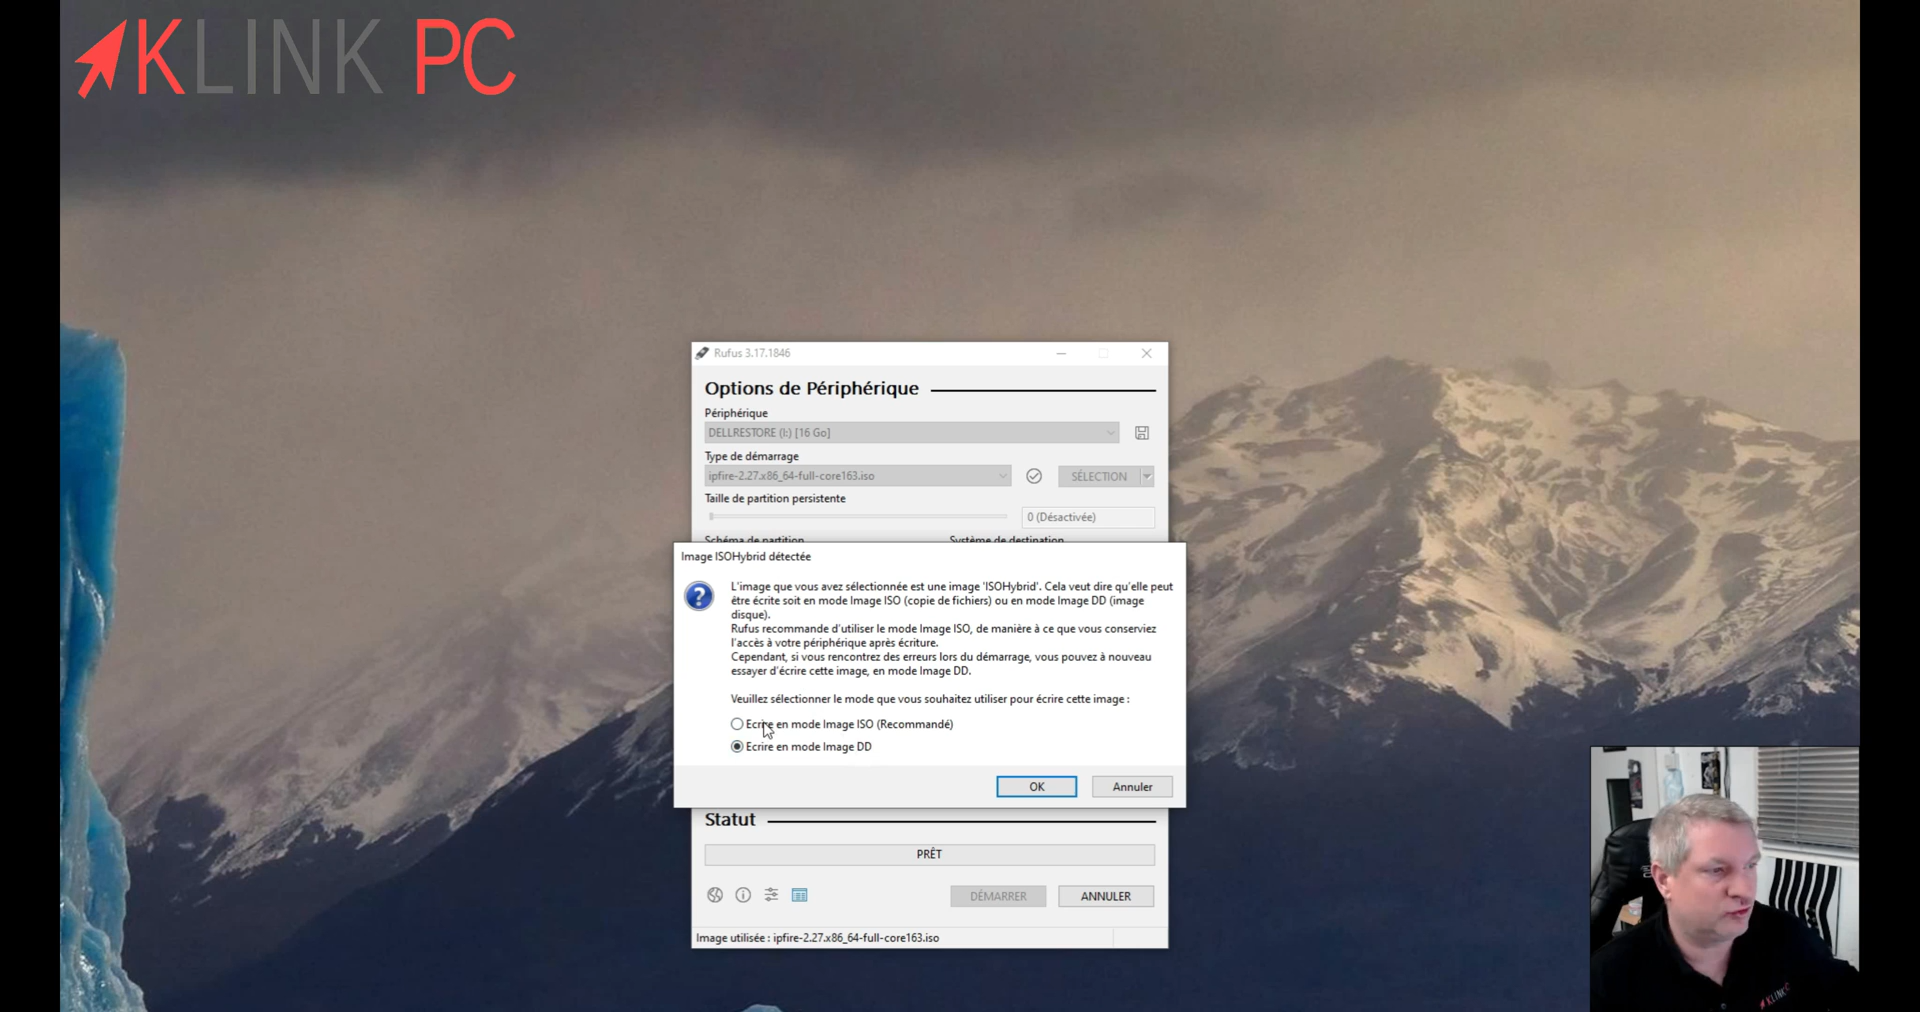 KLINK PC
Rufus 3.17.1846
Options de Périphérique
Périphérique
DELLRESTORE (I:) [16 Go]
Type de démarrage
ipfire-2.27.x86_64-full-core163.iso
SÉLECTION
Taille de partition persistente
0 (Désactivée)
Schéma de partition
Système de destination
Image ISOHybrid détectée
L'image que vous avez sélectionnée est une image 'ISOHybrid'. Cela veut dire qu'elle peut
être écrite soit en mode Image ISO (copie de fichiers) ou en mode Image DD (image
disque).
Rufus recommande d'utiliser le mode Image ISO, de manière à ce que vous conserviez
l'accès à votre périphérique après écriture.
Cependant, si vous rencontrez des erreurs lors du démarrage, vous pouvez à nouveau
essayer d'écrire cette image, en mode Image DD.
Veuillez sélectionner le mode que vous souhaitez utiliser pour écrire cette image :
Ecrire en mode Image ISO (Recommandé)
Ecrire en mode Image DD
OK
Annuler
Statut
PRÊT
DÉMARRER
ANNULER
Image utilisée : ipfire-2.27.x86_64-full-core163.iso
KLINK